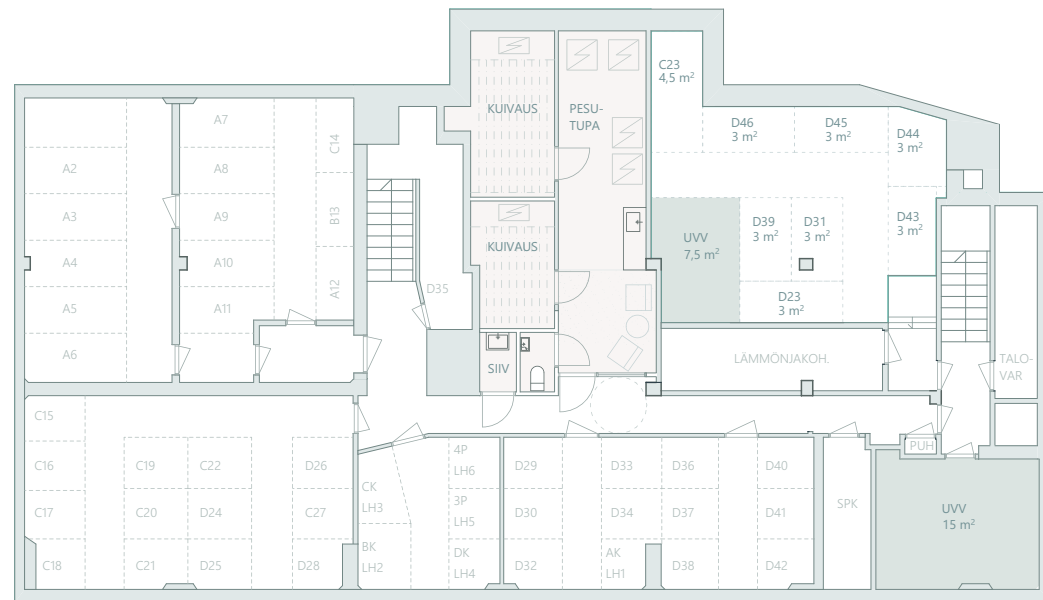 C23
4,5 m²
KUIVAUS
PESU-
TUPA
D46
3 m²
D45
3 m²
D44
3 m²
A7
C14
A2
A8
A3
A9
B13
D39
3 m²
D31
3 m²
D43
3 m²
UVV
7,5 m²
KUIVAUS
A4
A10
A12
D35
A5
A11
D23
3 m²
A6
SIIV
LÄMMÖNJAKOH.
TALO-
VAR
C15
C16
C19
C22
D26
4P
LH6
D29
D33
D36
D40
PUH
CK
LH3
C17
C20
D24
C27
3P
LH5
D30
D34
D37
D41
SPK
UVV
15 m²
BK
LH2
C18
C21
D25
D28
DK
LH4
D32
AK
LH1
D38
D42